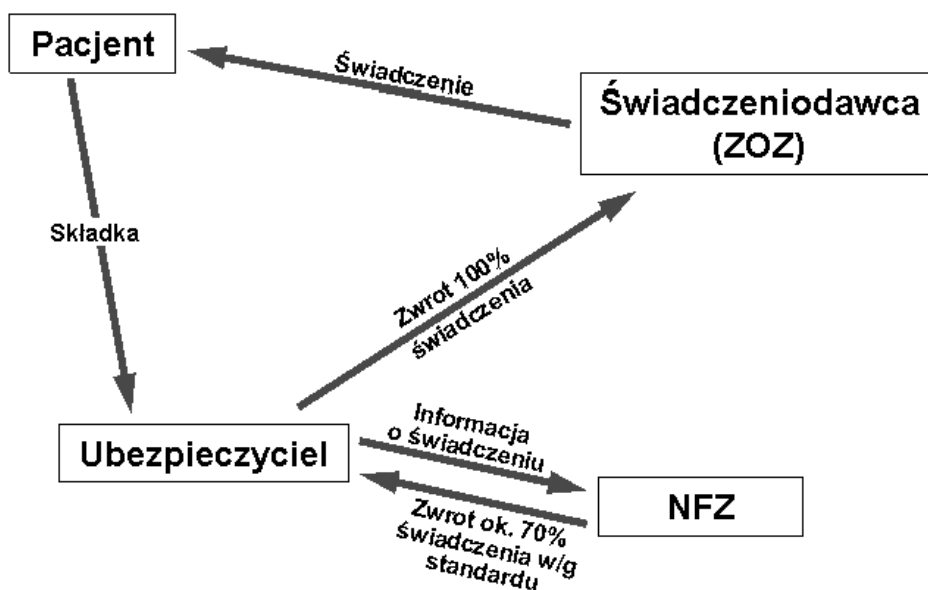 Pacjent
Świadczenie
Świadczeniodawca
(ZOZ)
Składka
Zwrot 100%
świadczenia
Ubezpieczyciel
Informacja
o świadczeniu
NFZ
Zwrot ok. 70%
świadczenia w/g
standardu